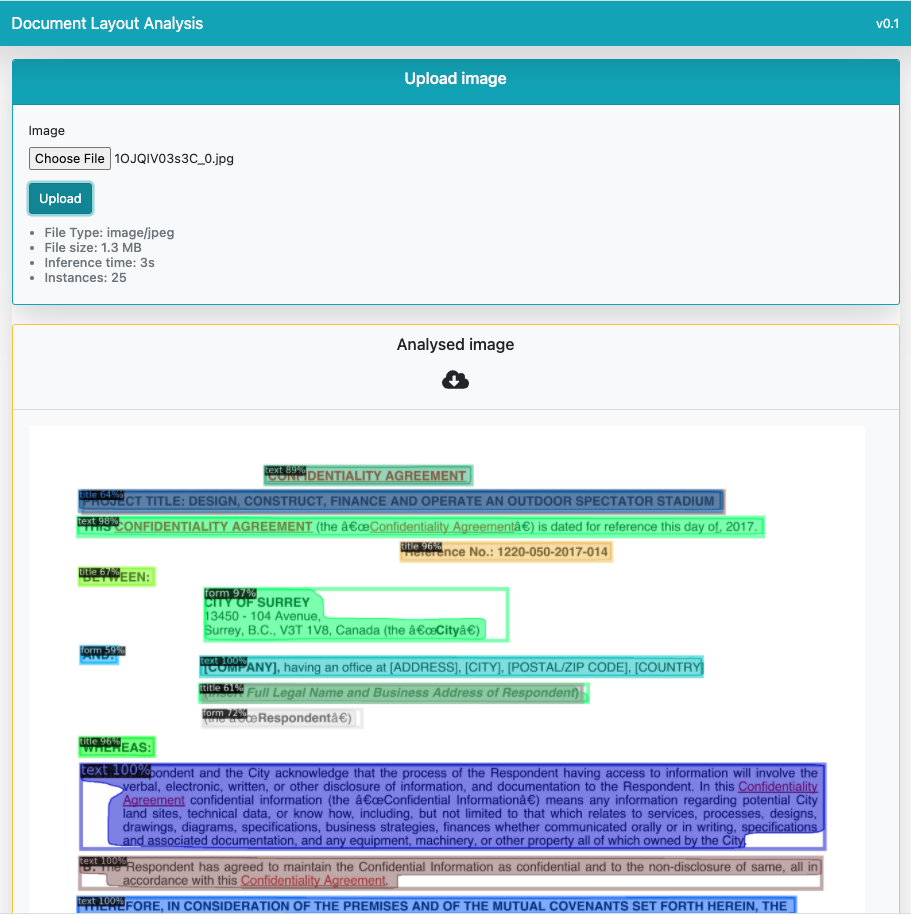 Document Layout Analysis
v0.1
Upload image
Image
Choose File 1OJQIV03s3C_0.jpg
Upload
File Type: image/jpeg
File size: 1.3 MB
Inference time: 3s
Instances: 25
Analysed image
text 89%
CONFIDENTIALITY AGREEMENT
title 64%
PROJECT TITLE: DESIGN, CONSTRUCT, FINANCE AND OPERATE AN OUTDOOR SPECTATOR STADIUM
text 98%
THIS CONFIDENTIALITY AGREEMENT (the â€œConfidentiality Agreementâ€) is dated for reference this day of, 2017.
title 96%
Reference No.: 1220-050-2017-014
title 67%
BETWEEN:
form 97%
CITY OF SURREY
13450 - 104 Avenue,
Surrey, B.C., V3T 1V8, Canada (the â€œCityâ€)
form 59%
AND:
text 100%
[COMPANY], having an office at [ADDRESS], [CITY], [POSTAL/ZIP CODE], [COUNTRY]
title 61%
(Insert Full Legal Name and Business Address of Respondent)
form 72%
(the â€œRespondentâ€)
title 96%
WHEREAS:
text 100%
pondent and the City acknowledge that the process of the Respondent having access to information will involve the
verbal, electronic, written, or other disclosure of information, and documentation to the Respondent. In this Confidentiality
Agreement confidential information (the â€œConfidential Informationâ€) means any information regarding potential City
land sites, technical data, or know how, including, but not limited to that which relates to services, processes, designs,
drawings, diagrams, specifications, business strategies, finances whether communicated orally or in writing, specifications
and associated documentation, and any equipment, machinery, or other property all of which owned by the City.
text 100%
B. The Respondent has agreed to maintain the Confidential Information as confidential and to the non-disclosure of same, all in
accordance with this Confidentiality Agreement.
text 100%
THEREFORE, IN CONSIDERATION OF THE PREMISES AND OF THE MUTUAL COVENANTS SET FORTH HEREIN, THE